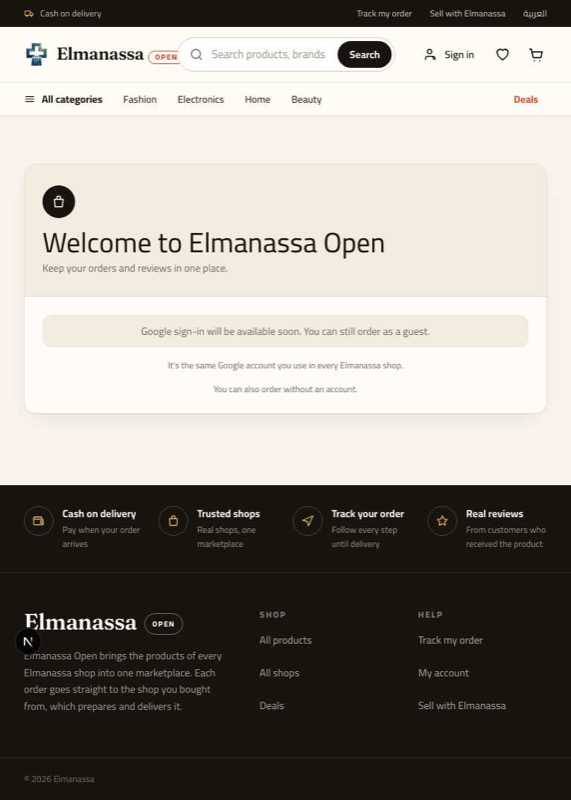 Cash on delivery
Track my order
Sell with Elmanassa
العربية
Elmanassa
OPEN
Search products, brands
Search
Sign in
All categories
Fashion
Electronics
Home
Beauty
Deals
Welcome to Elmanassa Open
Keep your orders and reviews in one place.
Google sign-in will be available soon. You can still order as a guest.
It's the same Google account you use in every Elmanassa shop.
You can also order without an account.
Cash on delivery
Pay when your order
arrives
Trusted shops
Real shops, one
marketplace
Track your order
Follow every step
until delivery
Real reviews
From customers who
received the product
Elmanassa
OPEN
N
Elmanassa Open brings the products of every
Elmanassa shop into one marketplace. Each
order goes straight to the shop you bought
from, which prepares and delivers it.
SHOP
All products
All shops
Deals
HELP
Track my order
My account
Sell with Elmanassa
© 2026 Elmanassa